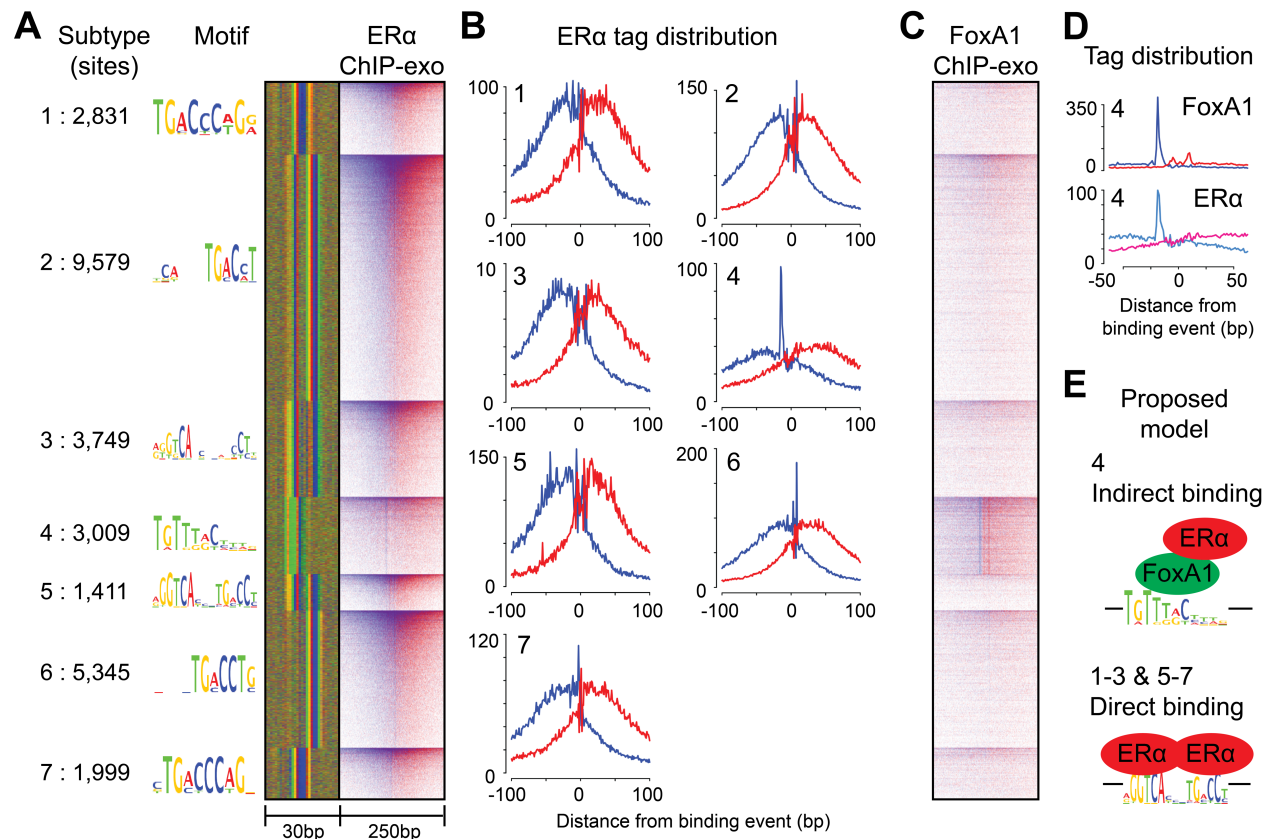 A
Subtype
(sites)
Motif
ERα
ChIP-exo
1 : 2,831
2 : 9,579
3 : 3,749
4 : 3,009
5 : 1,411
6 : 5,345
7 : 1,999
30bp
250bp
B
ERα tag distribution
1
100
0
-100 0 100
2
150
0
-100 0 100
3
10
0
-100 0 100
4
100
0
-100 0 100
5
150
0
-100 0 100
6
200
0
-100 0 100
7
120
0
-100 0 100
Distance from binding event (bp)
C
FoxA1
ChIP-exo
D
Tag distribution
350
4
FoxA1
0
100
4
ERα
0
-50 0 50
Distance from
binding event (bp)
E
Proposed
model
4
Indirect binding
ERα
FoxA1
1-3 & 5-7
Direct binding
ERα ERα